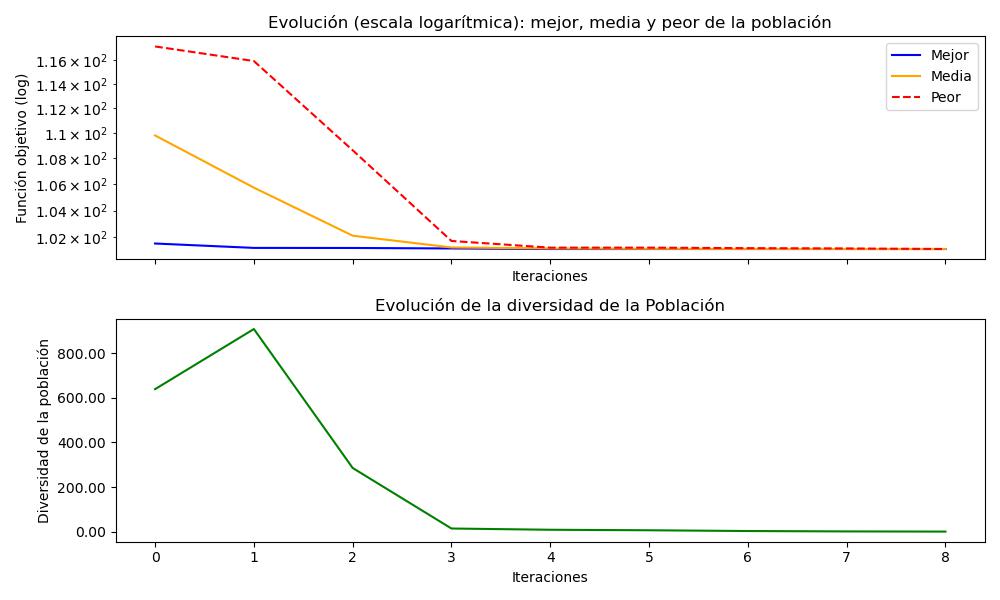 Evolución (escala logarítmica): mejor, media y peor de la población
Función objetivo (log)
1.16 × 10²
1.14 × 10²
1.12 × 10²
1.1 × 10²
1.08 × 10²
1.06 × 10²
1.04 × 10²
1.02 × 10²
Mejor
Media
Peor
Iteraciones
Evolución de la diversidad de la Población
Diversidad de la población
800.00
600.00
400.00
200.00
0.00
0 1 2 3 4 5 6 7 8
Iteraciones